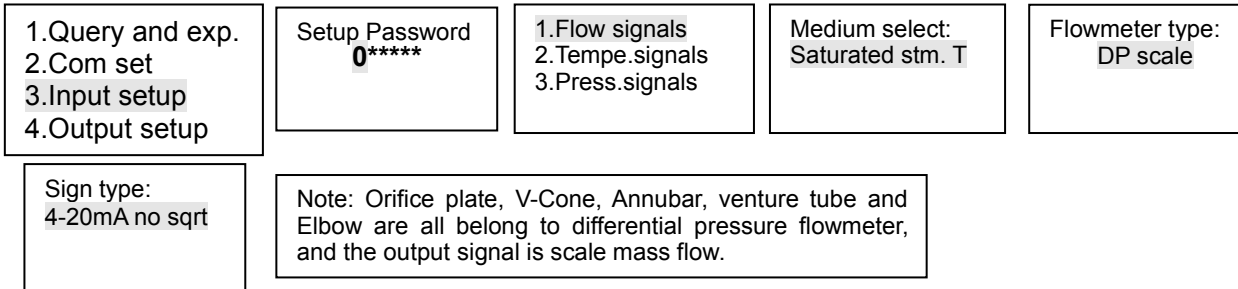 1.Query and exp.
2.Com set
3.Input setup
4.Output setup
Setup Password
0*****
1.Flow signals
2.Tempe.signals
3.Press.signals
Medium select:
Saturated stm. T
Flowmeter type:
DP scale
Sign type:
4-20mA no sqrt
Note: Orifice plate, V-Cone, Annubar, venture tube and
Elbow are all belong to differential pressure flowmeter,
and the output signal is scale mass flow.